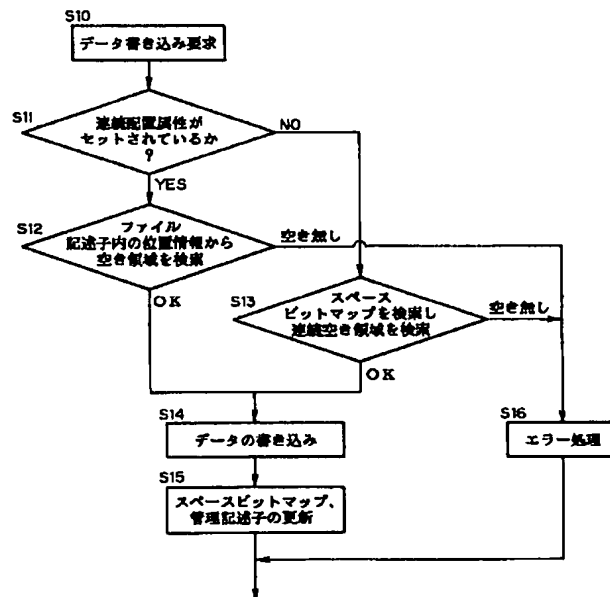 S10
データ書き込み要求
S11
連続配置属性が
セットされているか
?
NO
YES
S12
ファイル
記述子内の位置情報から
空き領域を検索
空き無し
OK
S13
スペース
ビットマップを検索し
連続空き領域を検索
空き無し
OK
S14
データの書き込み
S16
エラー処理
S15
スペースビットマップ、
管理記述子の更新